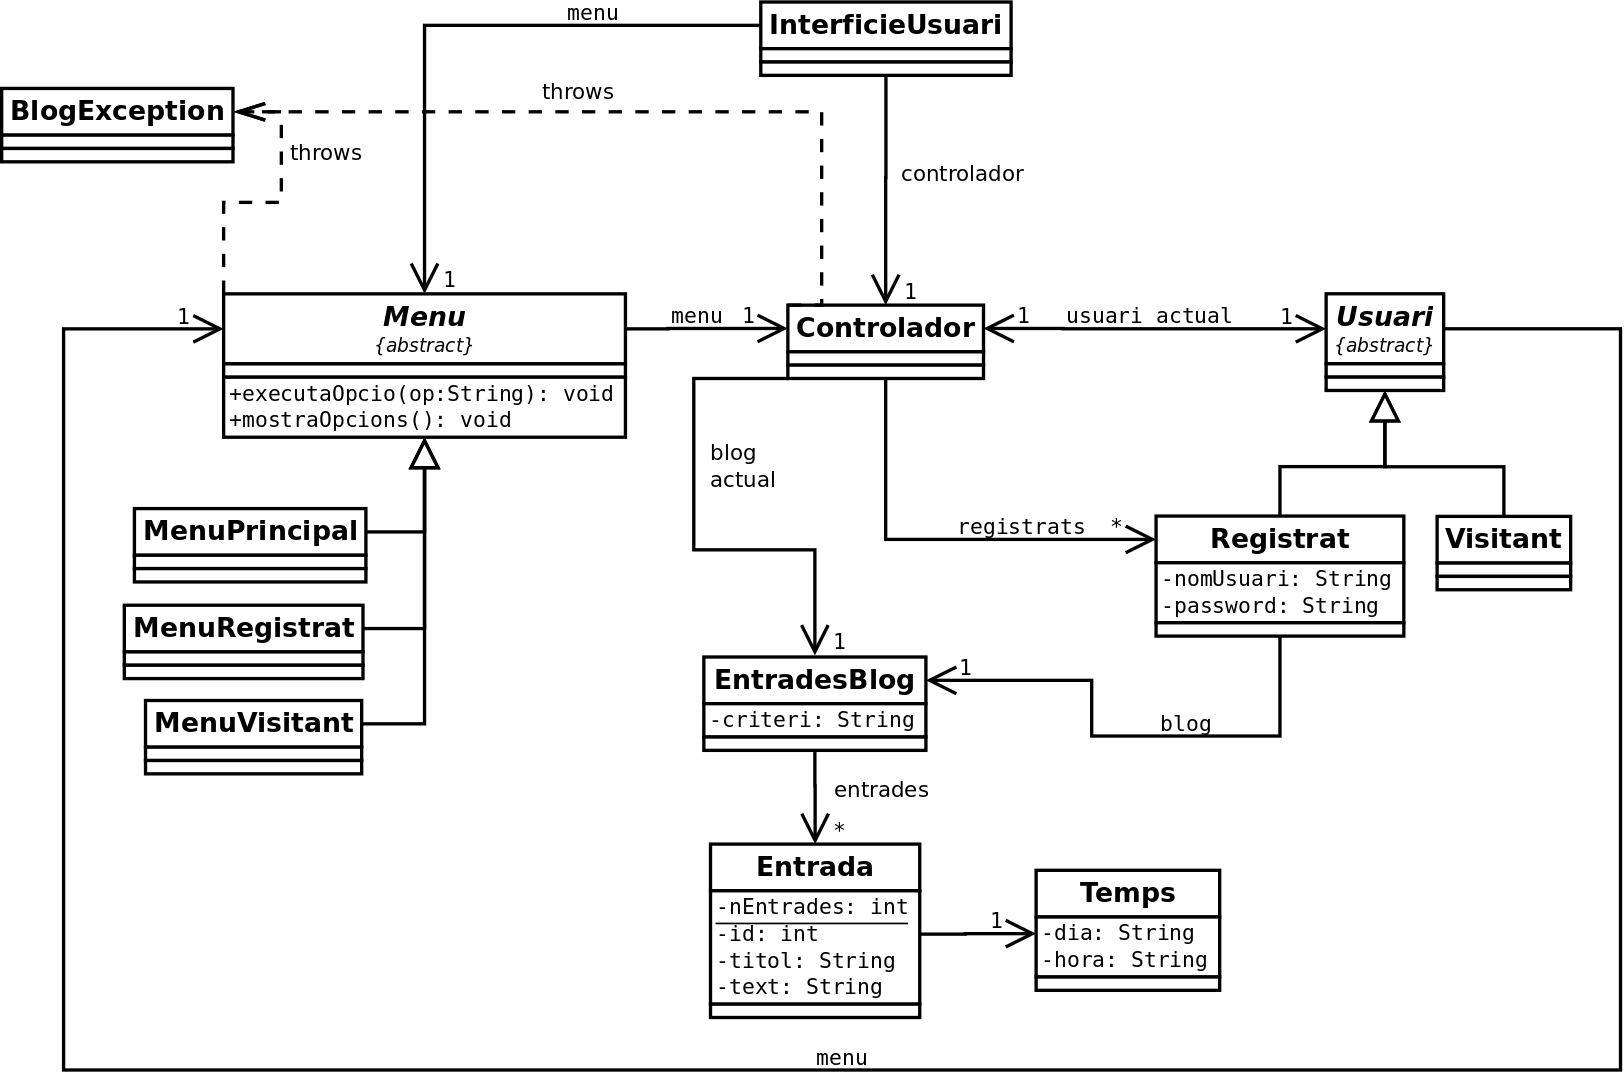 menu
InterficieUsuari
throws
BlogException
throws
controlador
1
1
1
Menu
{abstract}
+executaOpcio(op:String): void
+mostraOpcions(): void
menu 1
Controlador
1 usuari actual 1
Usuari
{abstract}
blog
actual
MenuPrincipal
registrats *
Registrat
-nomUsuari: String
-password: String
Visitant
MenuRegistrat
1
EntradesBlog
-criteri: String
1
blog
MenuVisitant
entrades
*
Entrada
-nEntrades: int
-id: int
-titol: String
-text: String
1
Temps
-dia: String
-hora: String
menu